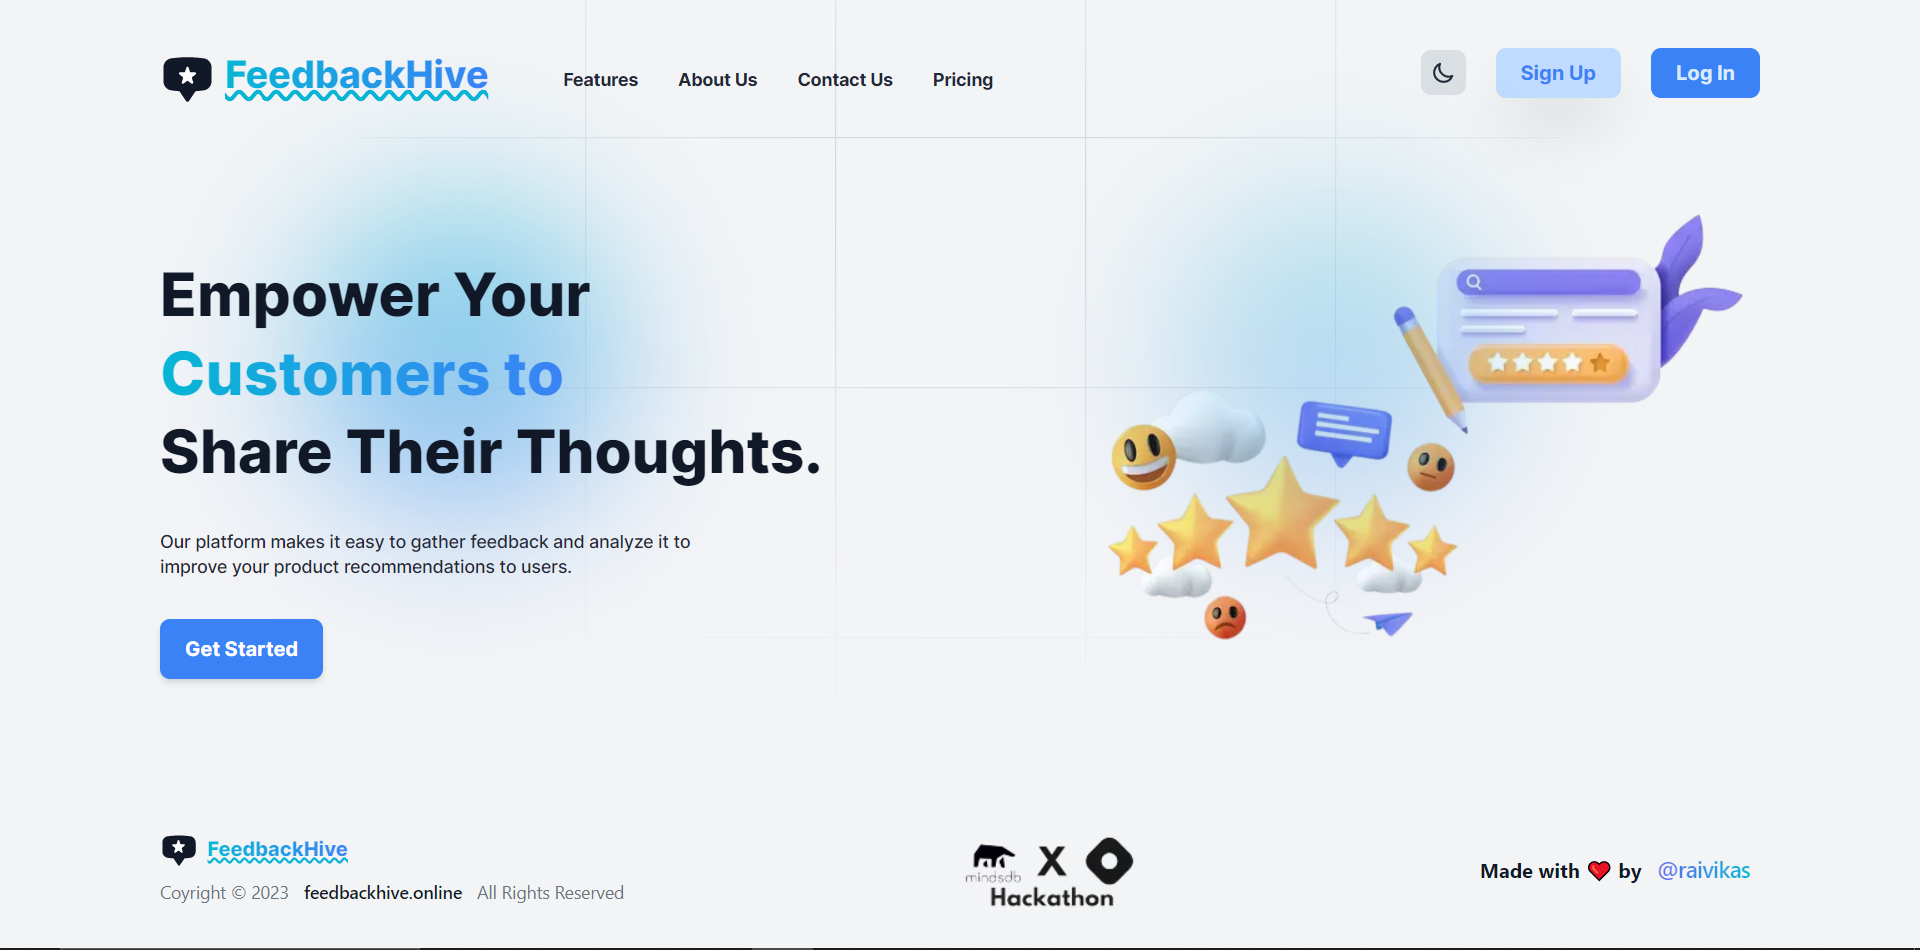 FeedbackHive
Features About Us Contact Us Pricing
Sign Up Log In
Empower Your
Customers to
Share Their Thoughts.
Our platform makes it easy to gather feedback and analyze it to
improve your product recommendations to users.
Get Started
FeedbackHive
Coyright © 2023 feedbackhive.online All Rights Reserved
mindsdb X
Hackathon
Made with ❤️ by @raivikas